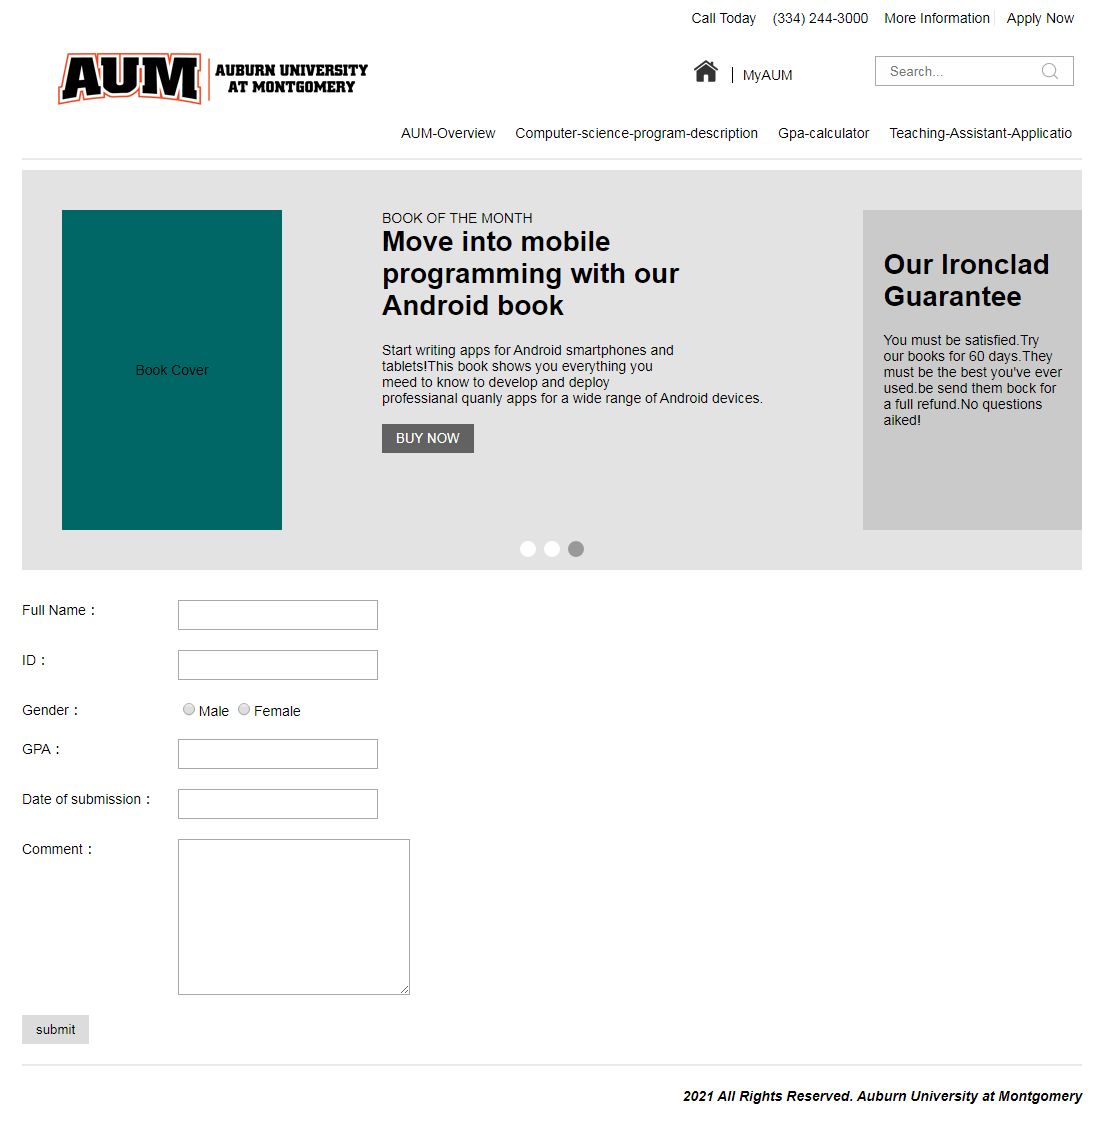 Call Today (334) 244-3000 More Information Apply Now
AUM AUBURN UNIVERSITY
AT MONTGOMERY
MyAUM
Search...
AUM-Overview Computer-science-program-description Gpa-calculator Teaching-Assistant-Applicatio
Book Cover
BOOK OF THE MONTH
Move into mobile
programming with our
Android book
Start writing apps for Android smartphones and
tablets!This book shows you everything you
meed to know to develop and deploy
professianal quanly apps for a wide range of Android devices.
BUY NOW
Our Ironclad
Guarantee
You must be satisfied.Try
our books for 60 days.They
must be the best you've ever
used.be send them bock for
a full refund.No questions
aiked!
Full Name：
ID：
Gender： Male Female
GPA：
Date of submission：
Comment：
submit
2021 All Rights Reserved. Auburn University at Montgomery